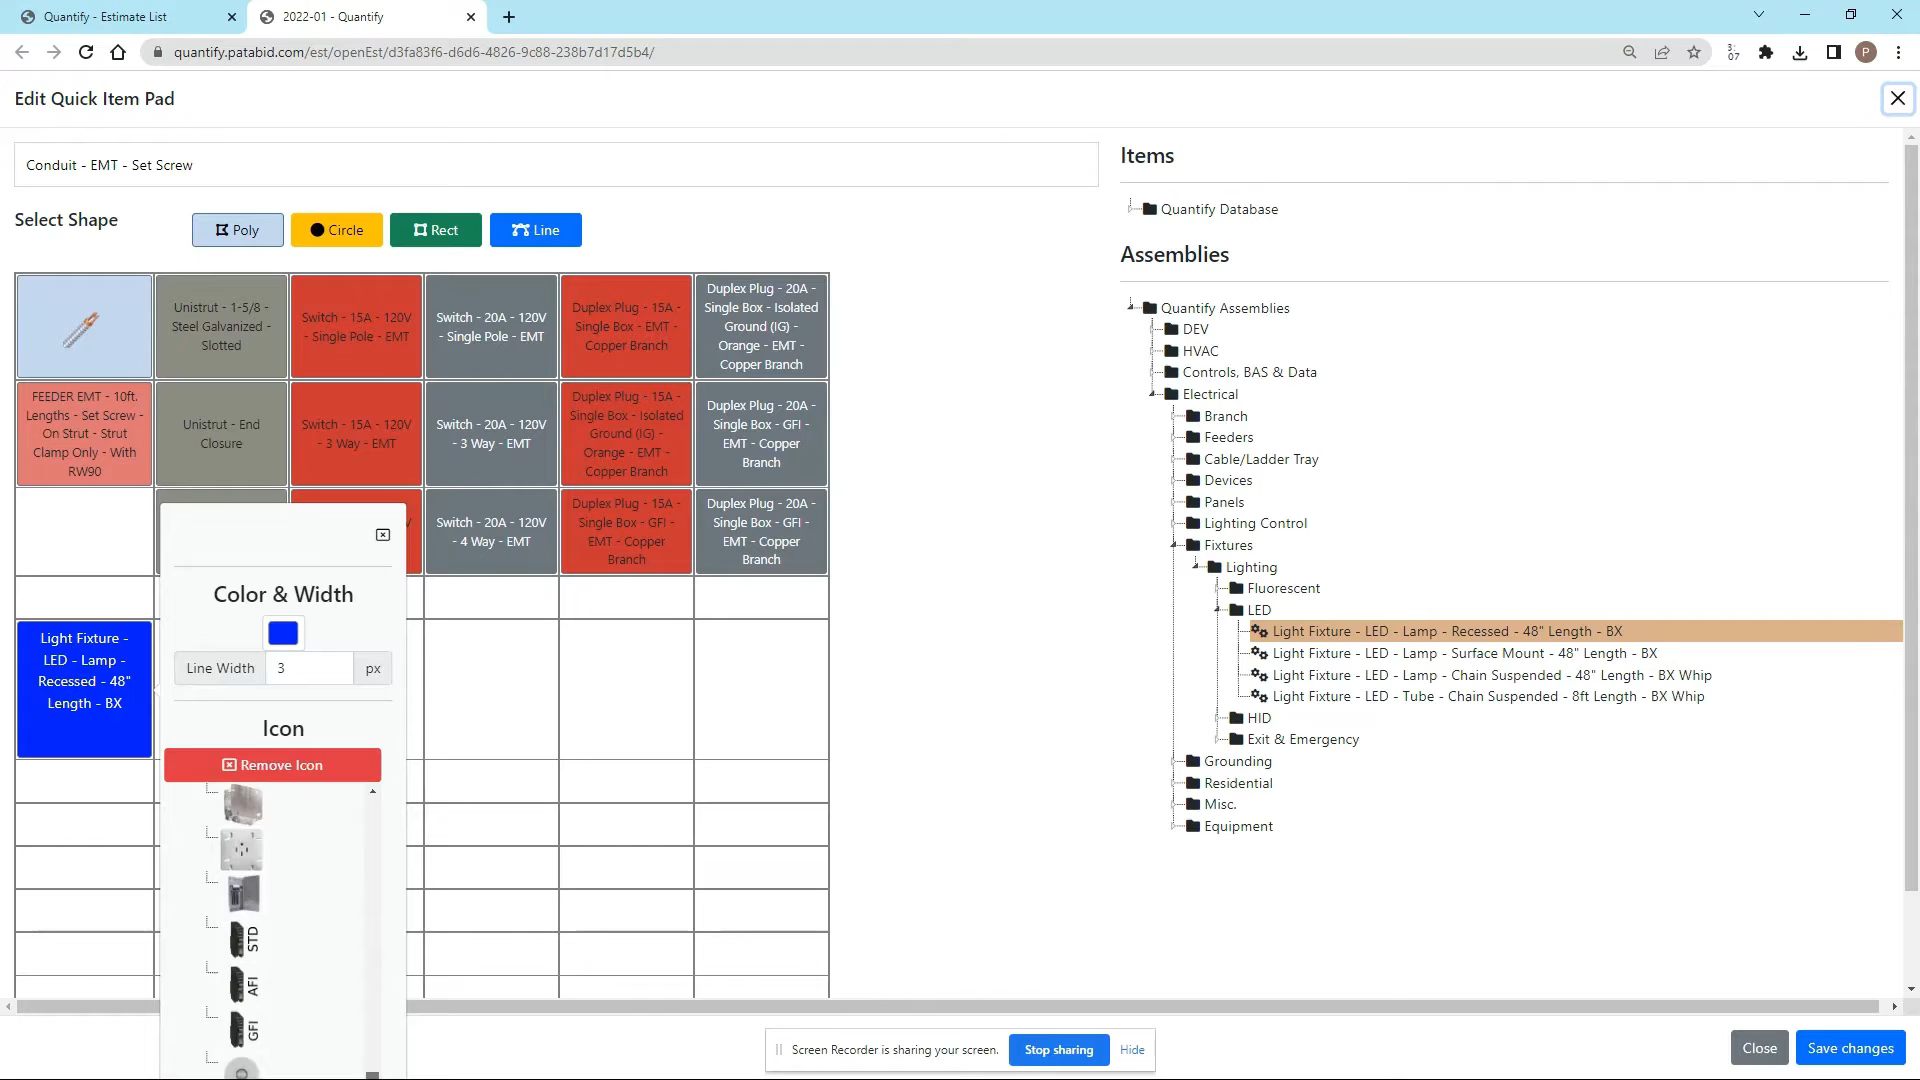 Quantify - Estimate List
2022-01 - Quantify
quantify.patabid.com/est/openEst/d3fa83f6-d6d6-4826-9c88-238b7d17d5b4/
3:
07
P
Edit Quick Item Pad
Conduit - EMT - Set Screw
Select Shape
Poly
Circle
Rect
Line
Unistrut - 1-5/8 -
Steel Galvanized -
Slotted
Switch - 15A - 120V
- Single Pole - EMT
Switch - 20A - 120V
- Single Pole - EMT
Duplex Plug - 15A -
Single Box - EMT -
Copper Branch
Duplex Plug - 20A -
Single Box - Isolated
Ground (IG) -
Orange - EMT -
Copper Branch
FEEDER EMT - 10ft.
Lengths - Set Screw -
On Strut - Strut
Clamp Only - With
RW90
Unistrut - End
Closure
Switch - 15A - 120V
- 3 Way - EMT
Switch - 20A - 120V
- 3 Way - EMT
Duplex Plug - 15A -
Single Box - Isolated
Ground (IG) -
Orange - EMT -
Copper Branch
Duplex Plug - 20A -
Single Box - GFI -
EMT - Copper
Branch
V
Switch - 20A - 120V
- 4 Way - EMT
Duplex Plug - 15A -
Single Box - GFI -
EMT - Copper
Branch
Duplex Plug - 20A -
Single Box - GFI -
EMT - Copper
Branch
Light Fixture -
LED - Lamp -
Recessed - 48"
Length - BX
Color & Width
Line Width 3 px
Icon
Remove Icon
STD
AFI
GFI
Items
Quantify Database
Assemblies
Quantify Assemblies
DEV
HVAC
Controls, BAS & Data
Electrical
Branch
Feeders
Cable/Ladder Tray
Devices
Panels
Lighting Control
Fixtures
Lighting
Fluorescent
LED
Light Fixture - LED - Lamp - Recessed - 48" Length - BX
Light Fixture - LED - Lamp - Surface Mount - 48" Length - BX
Light Fixture - LED - Lamp - Chain Suspended - 48" Length - BX Whip
Light Fixture - LED - Tube - Chain Suspended - 8ft Length - BX Whip
HID
Exit & Emergency
Grounding
Residential
Misc.
Equipment
Screen Recorder is sharing your screen.
Stop sharing
Hide
Close
Save changes